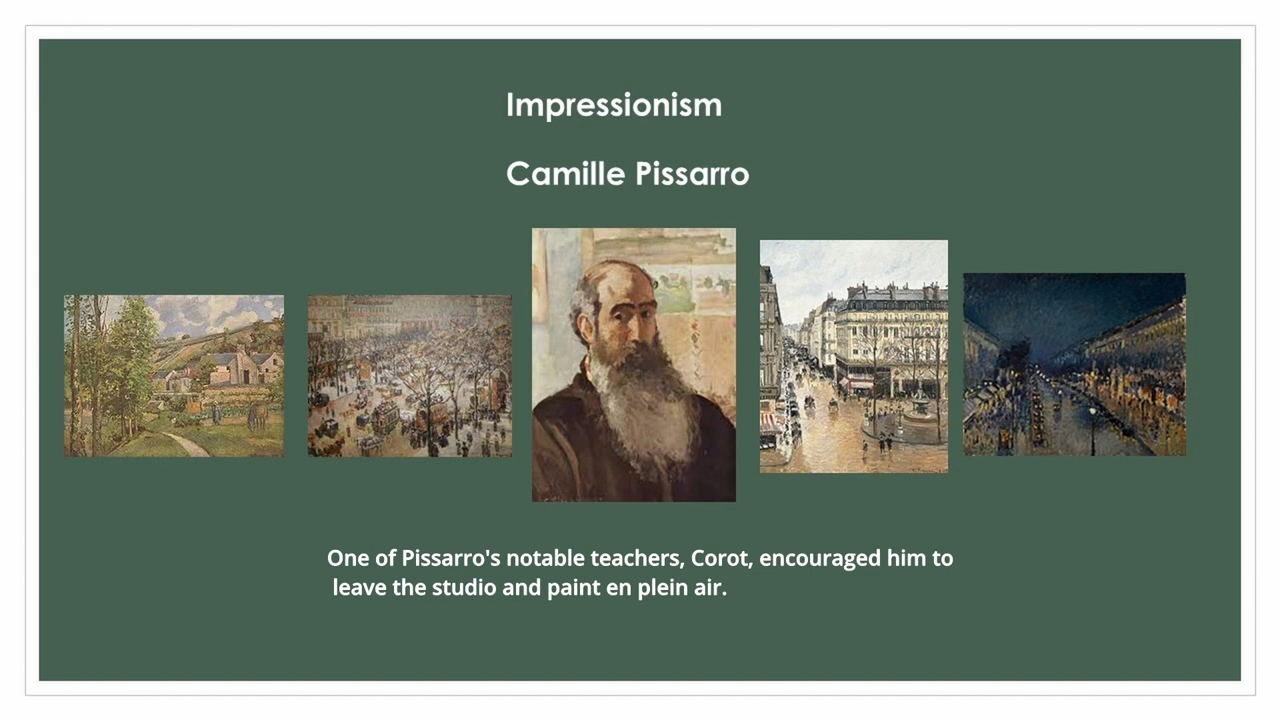 Impressionism
Camille Pissarro
One of Pissarro's notable teachers, Corot, encouraged him to
leave the studio and paint en plein air.